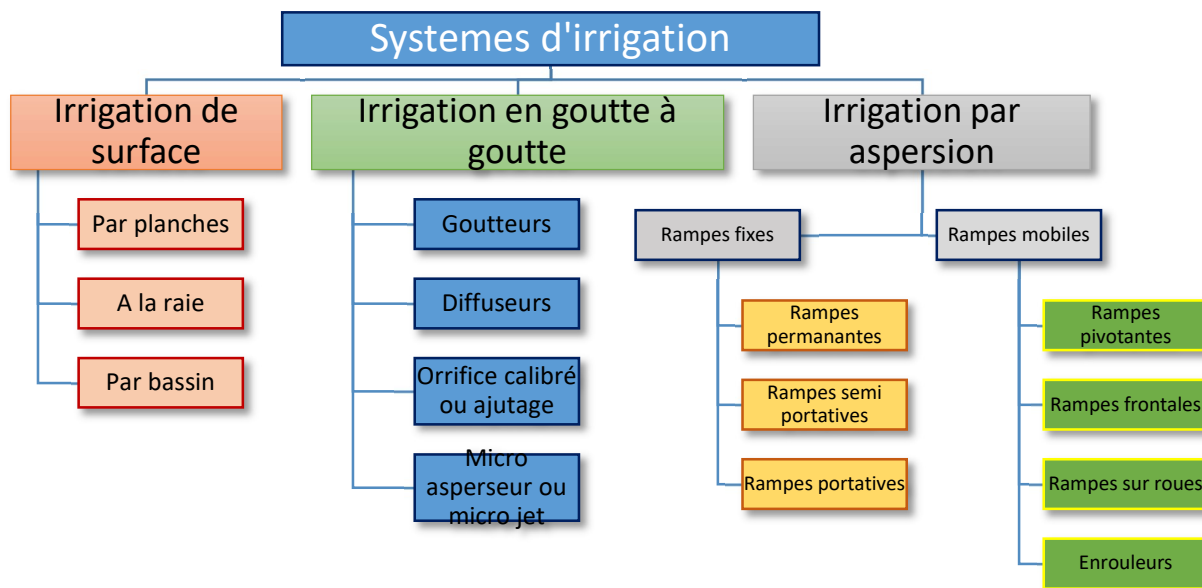 Systemes d'irrigation
Irrigation de
surface
Irrigation en goutte à
goutte
Irrigation par
aspersion
Par planches
A la raie
Par bassin
Goutteurs
Diffuseurs
Orrifice calibré
ou ajutage
Micro
asperseur ou
micro jet
Rampes fixes
Rampes mobiles
Rampes
permanantes
Rampes semi
portatives
Rampes portatives
Rampes
pivotantes
Rampes frontales
Rampes sur roues
Enrouleurs